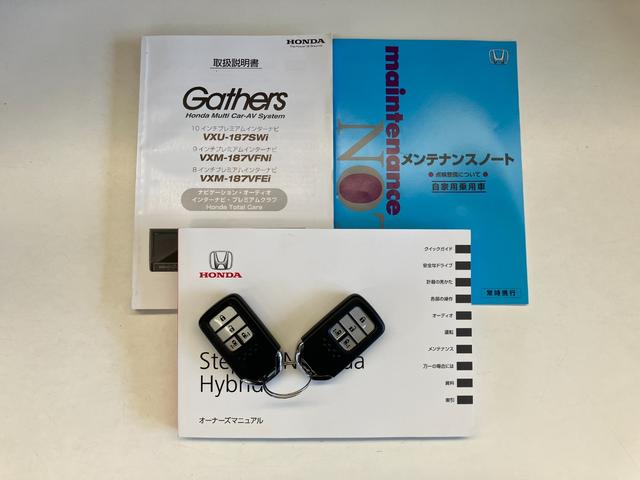 HONDA
The Power of Dreams
取扱説明書
Gathers
Honda Multi Car-AV System
10 インチプレミアムインターナビ
VXU-187SWi
9 インチプレミアムインターナビ
VXM-187VFNi
8 インチプレミアムインターナビ
VXM-187VFEi
ナビゲーション・オーディオ
インターナビ・プレミアムクラブ
Honda Total Care
maintenance
メンテナンスノート
● 点検整備について ●
自家用乗用車
常時携行
HONDA
クイックガイド
安全なドライブ
計器の見かた
各部の操作
オーディオ
運転
メンテナンス
万一の場合には
資料
索引
Hybrid
オーナーズマニュアル